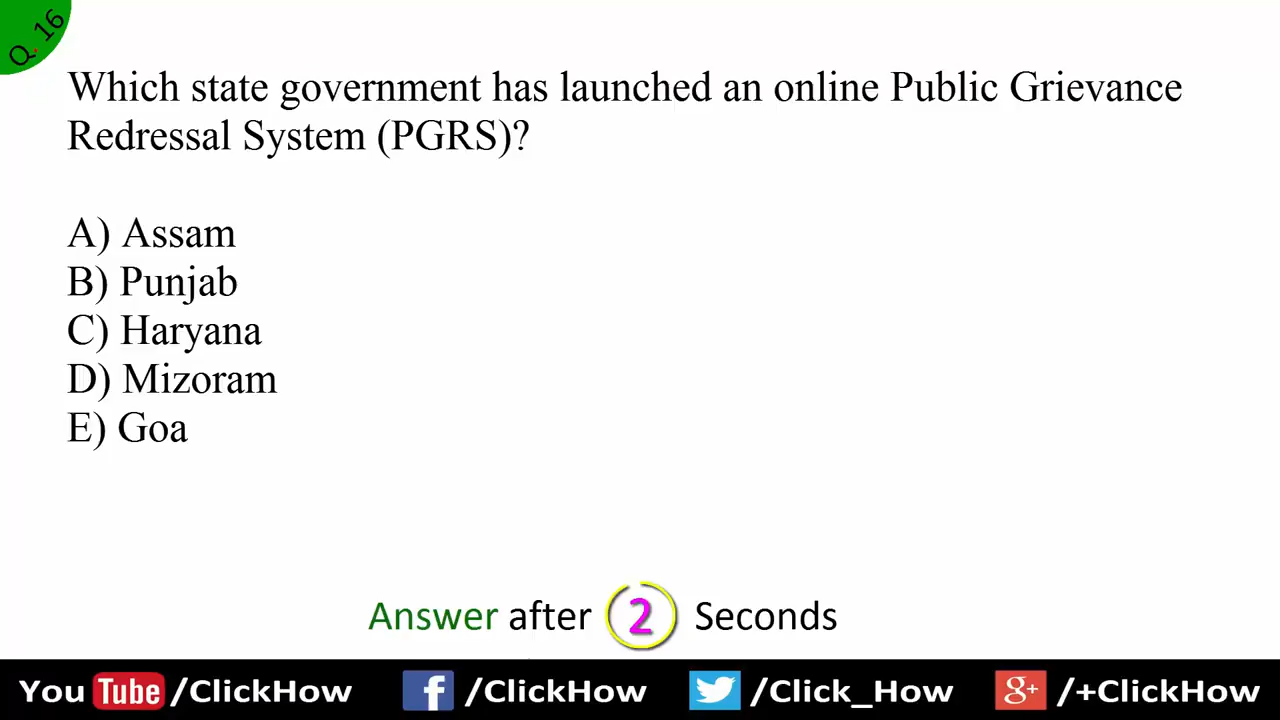 Q. 16
Which state government has launched an online Public Grievance
Redressal System (PGRS)?
A) Assam
B) Punjab
C) Haryana
D) Mizoram
E) Goa
Answer after 2 Seconds
You Tube /ClickHow f /ClickHow /Click_How g+ /+ClickHow